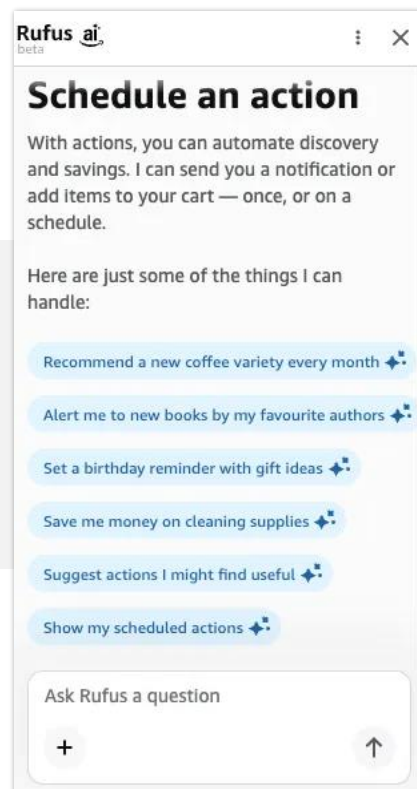 Rufus ai
beta
Schedule an action
With actions, you can automate discovery
and savings. I can send you a notification or
add items to your cart — once, or on a
schedule.
Here are just some of the things I can
handle:
Recommend a new coffee variety every month
Alert me to new books by my favourite authors
Set a birthday reminder with gift ideas
Save me money on cleaning supplies
Suggest actions I might find useful
Show my scheduled actions
Ask Rufus a question